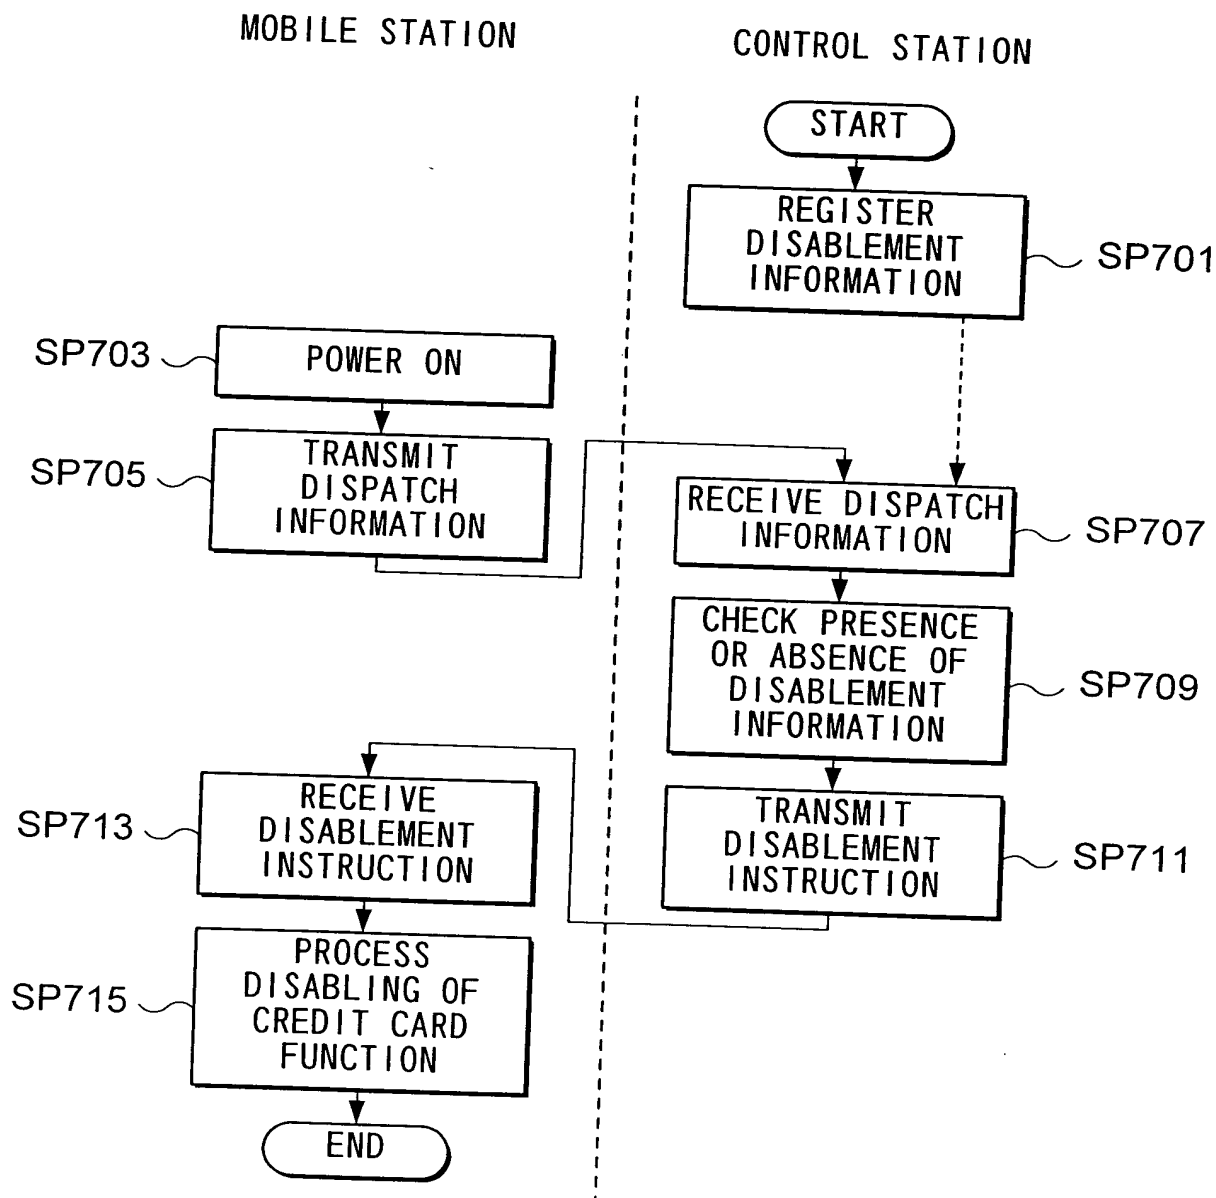 MOBILE STATION
CONTROL STATION
START
REGISTER
DISABLEMENT
INFORMATION
SP701
SP703
POWER ON
SP705
TRANSMIT
DISPATCH
INFORMATION
RECEIVE DISPATCH
INFORMATION
SP707
CHECK PRESENCE
OR ABSENCE OF
DISABLEMENT
INFORMATION
SP709
TRANSMIT
DISABLEMENT
INSTRUCTION
SP711
SP713
RECEIVE
DISABLEMENT
INSTRUCTION
SP715
PROCESS
DISABLING OF
CREDIT CARD
FUNCTION
END